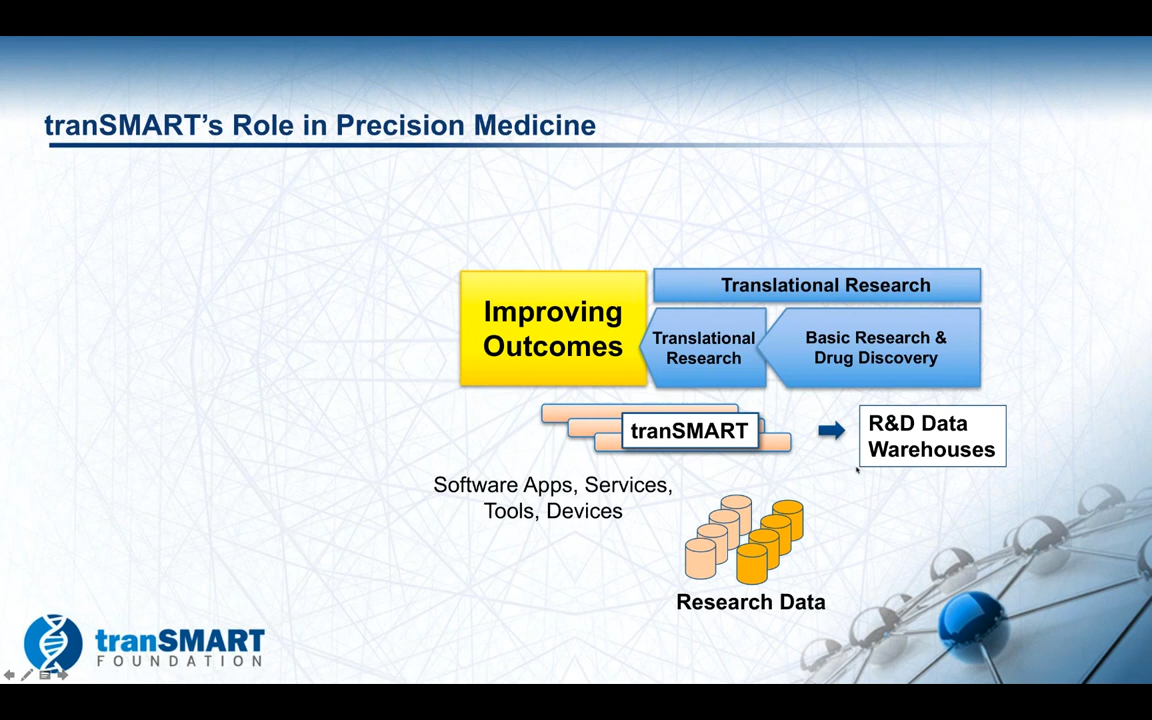 tranSMART’s Role in Precision Medicine
Improving
Outcomes
Translational Research
Translational
Research
Basic Research &
Drug Discovery
tranSMART
R&D Data
Warehouses
Software Apps, Services,
Tools, Devices
Research Data
tranSMART
FOUNDATION